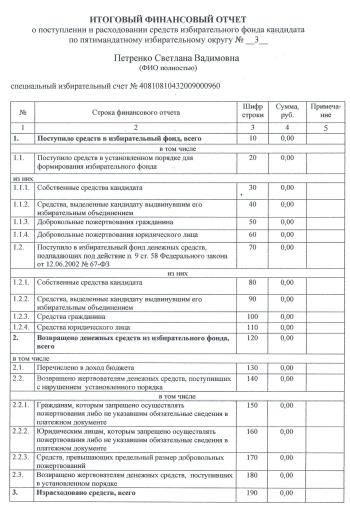 ИТОГОВЫЙ ФИНАНСОВЫЙ ОТЧЕТ
о поступлении и расходовании средств избирательного фонда кандидата
по пятимандатному избирательному округу № __3__
Петренко Светлана Вадимовна
(ФИО полностью)
специальный избирательный счет № 40810810432009000960
№ Строка финансового отчета Шифр строки Сумма, руб. Примеча-ние
1 2 3 4 5
1. Поступило средств в избирательный фонд, всего 10 0,00
в том числе
1.1. Поступило средств в установленном порядке для 20 0,00
формирования избирательного фонда
из них
1.1.1. Собственные средства кандидата 30 0,00
1.1.2. Средства, выделенные кандидату выдвинувшим его 40 0,00
избирательным объединением
1.1.3. Добровольные пожертвования гражданина 50 0,00
1.1.4. Добровольные пожертвования юридического лица 60 0,00
1.2. Поступило в избирательный фонд денежных средств, 70 0,00
подпадающих под действие п. 9 ст. 58 Федерального закона
от 12.06.2002 № 67-ФЗ
из них
1.2.1. Собственные средства кандидата 80 0,00
1.2.2. Средства, выделенные кандидату выдвинувшим его 90 0,00
избирательным объединением
1.2.3. Средства гражданина 100 0,00
1.2.4. Средства юридического лица 110 0,00
2. Возвращено денежных средств из избирательного фонда, 120 0,00
всего
в том числе
2.1. Перечислено в доход бюджета 130 0,00
2.2. Возвращено жертвователям денежных средств, поступивших 140 0,00
с нарушением установленного порядка
в том числе
2.2.1. Гражданам, которым запрещено осуществлять 150 0,00
пожертвования либо не указавшим обязательные сведения в
платежном документе
2.2.2. Юридическим лицам, которым запрещено осуществлять 160 0,00
пожертвования либо не указавшим обязательные сведения в
платежном документе
2.2.3. Средств, превышающих предельный размер добровольных 170 0,00
пожертвований
2.3. Возвращено жертвователям денежных средств, поступивших 180 0,00
в установленном порядке
3. Израсходовано средств, всего 190 0,00